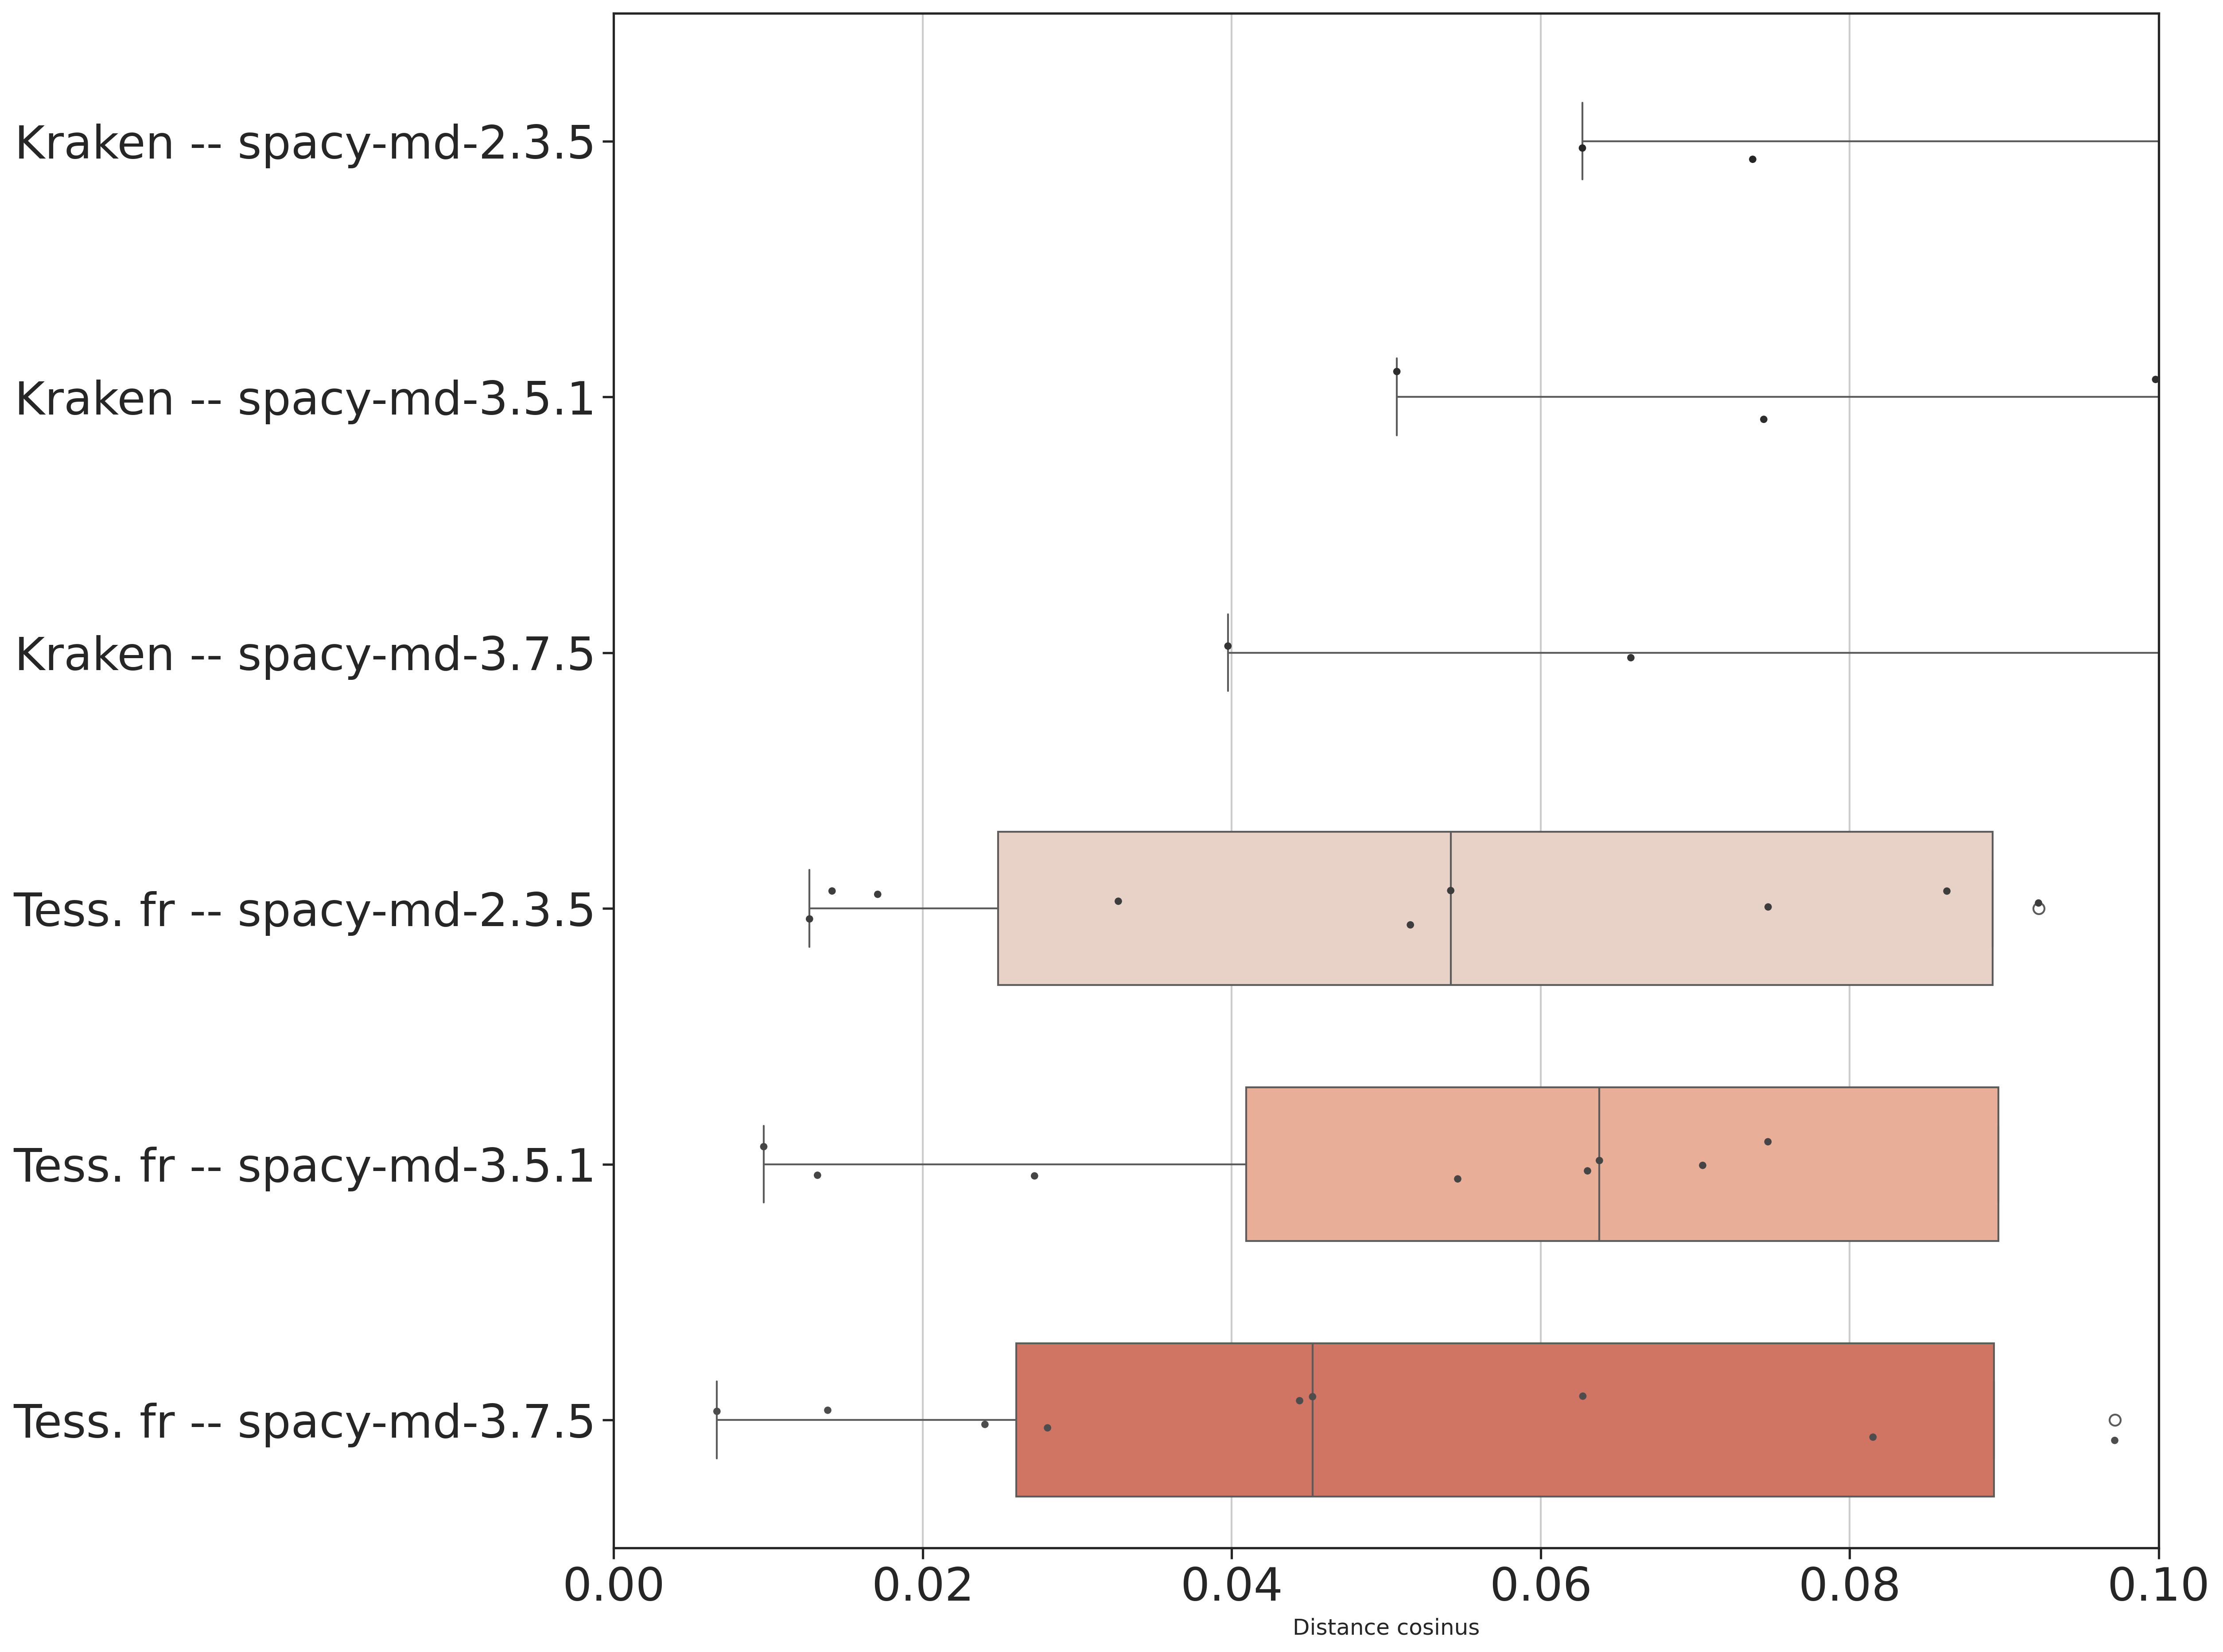 Kraken -- spacy-md-2.3.5
Kraken -- spacy-md-3.5.1
Kraken -- spacy-md-3.7.5
Tess. fr -- spacy-md-2.3.5
Tess. fr -- spacy-md-3.5.1
Tess. fr -- spacy-md-3.7.5
0.00 0.02 0.04 0.06 0.08 0.10
Distance cosinus